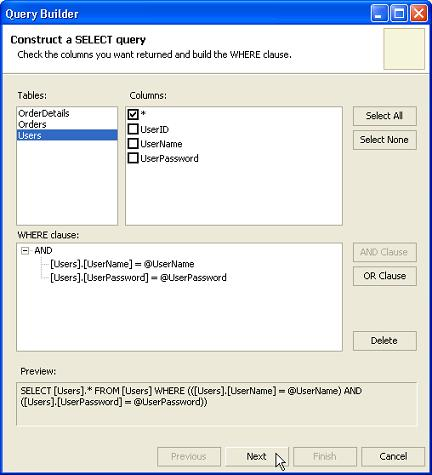 Query Builder
Construct a SELECT query
Check the columns you want returned and build the WHERE clause.
Tables:
Columns:
OrderDetails
Orders
Users
*
UserID
UserName
UserPassword
Select All
Select None
WHERE clause:
AND
[Users].[UserName] = @UserName
[Users].[UserPassword] = @UserPassword
AND Clause
OR Clause
Delete
Preview:
SELECT [Users].* FROM [Users] WHERE (([Users].[UserName] = @UserName) AND
([Users].[UserPassword] = @UserPassword))
Previous
Next
Finish
Cancel